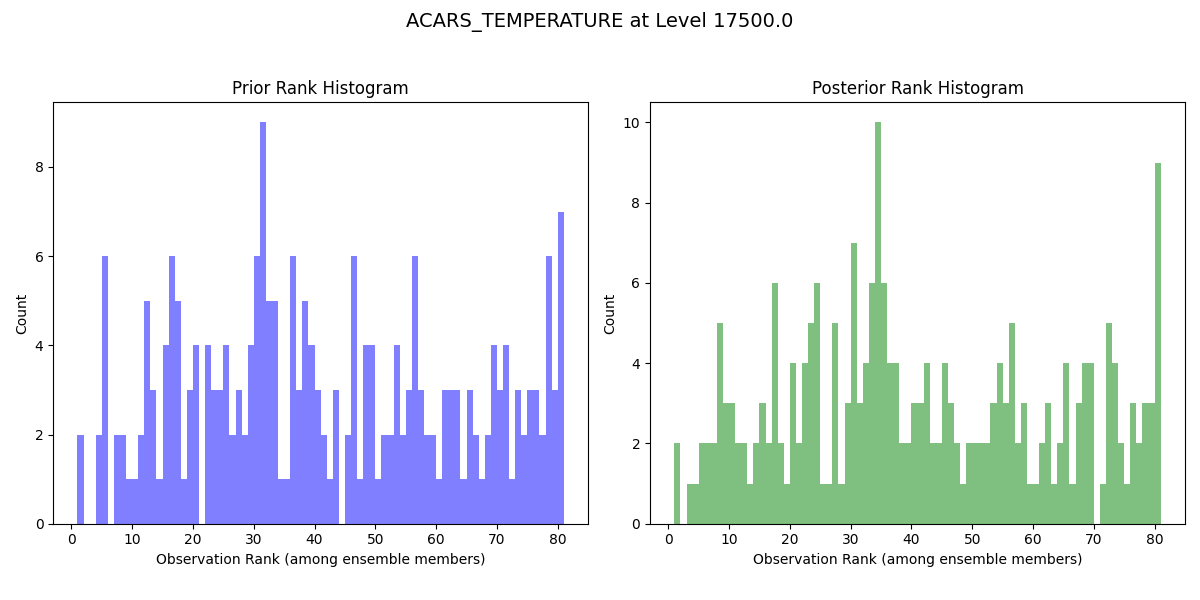 ACARS_TEMPERATURE at Level 17500.0
Prior Rank Histogram
Count
8
6
4
2
0
0 10 20 30 40 50 60 70 80
Observation Rank (among ensemble members)
Posterior Rank Histogram
Count
10
8
6
4
2
0
0 10 20 30 40 50 60 70 80
Observation Rank (among ensemble members)